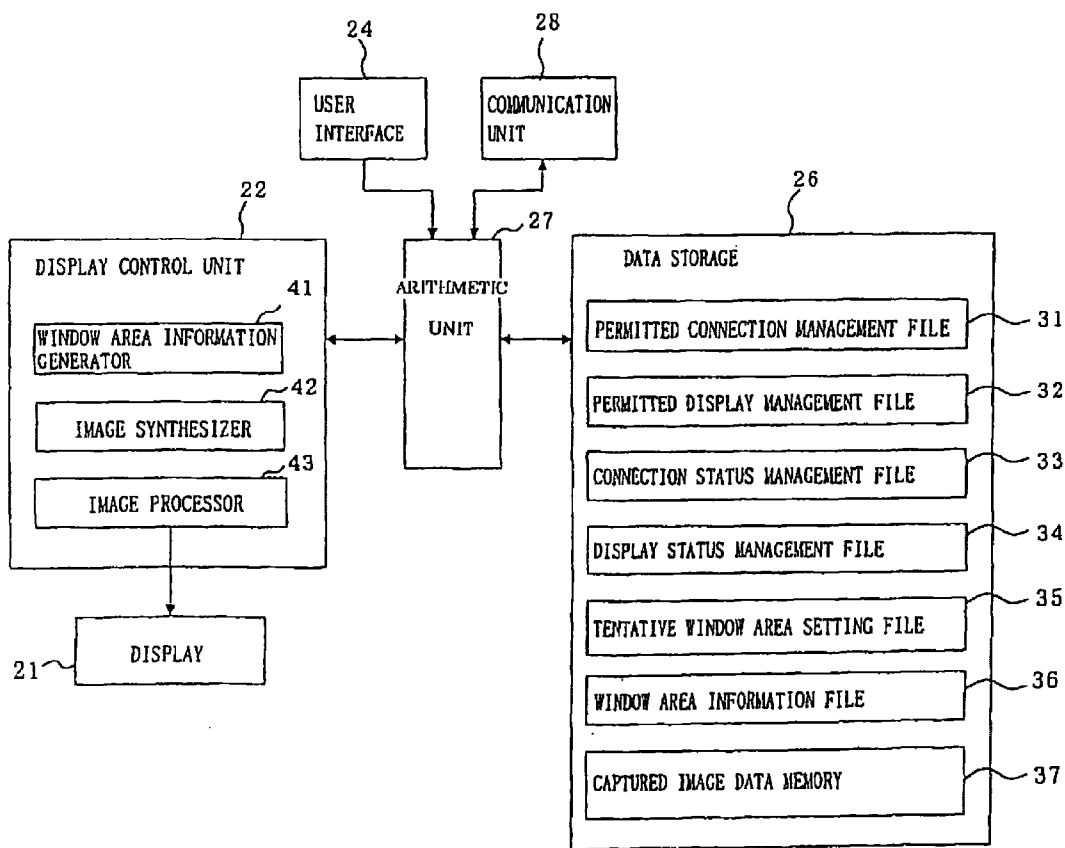 24
28
USER
INTERFACE
COMMUNICATION
UNIT
22
27
26
DISPLAY CONTROL UNIT
41
WINDOW AREA INFORMATION
GENERATOR
42
IMAGE SYNTHESIZER
43
IMAGE PROCESSOR
ARITHMETIC
UNIT
DATA STORAGE
PERMITTED CONNECTION MANAGEMENT FILE
31
PERMITTED DISPLAY MANAGEMENT FILE
32
CONNECTION STATUS MANAGEMENT FILE
33
DISPLAY STATUS MANAGEMENT FILE
34
TENTATIVE WINDOW AREA SETTING FILE
35
WINDOW AREA INFORMATION FILE
36
CAPTURED IMAGE DATA MEMORY
37
21
DISPLAY